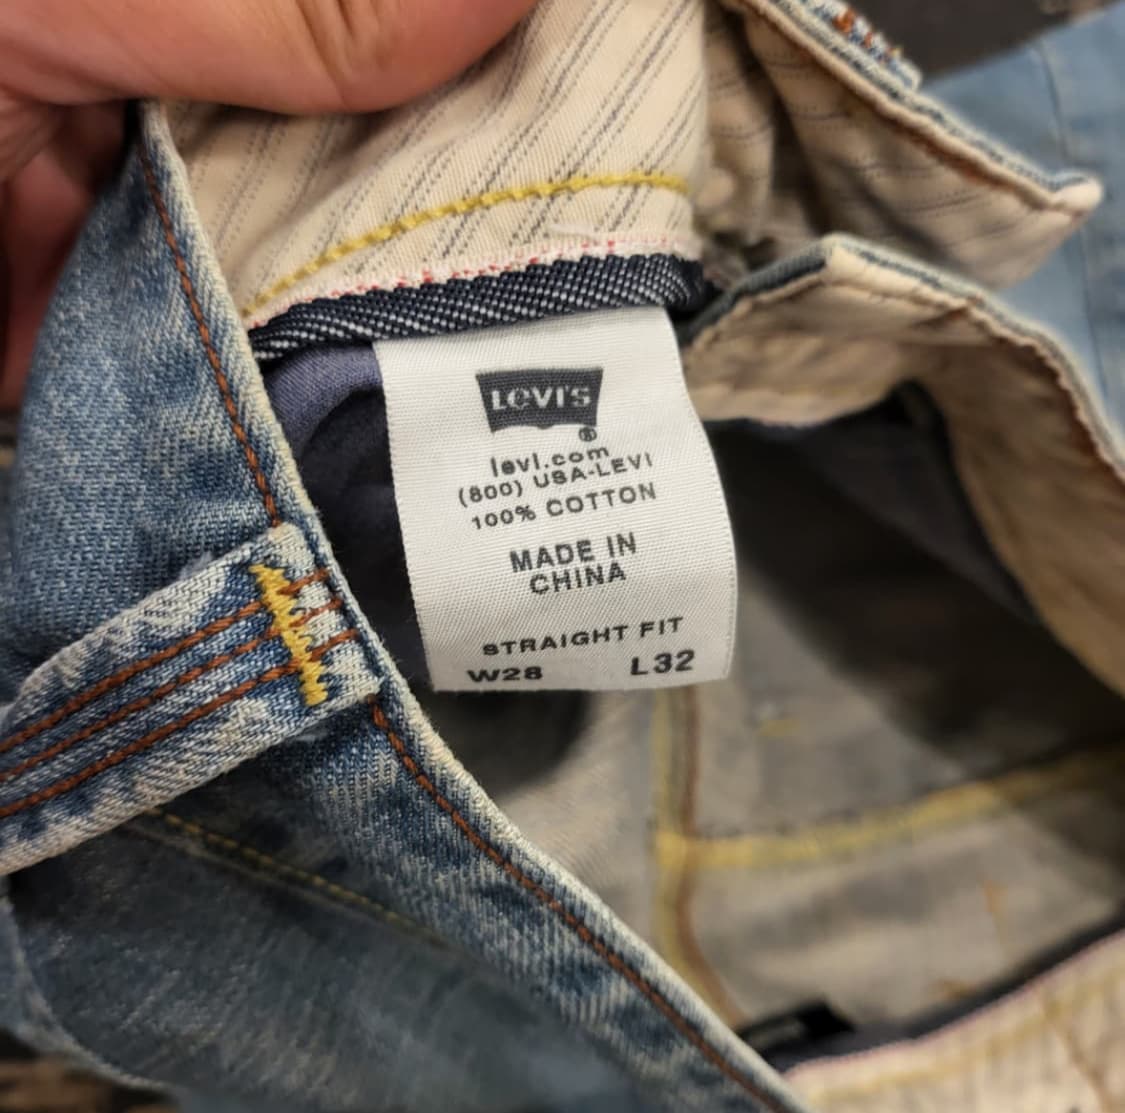 LEVI'S
®
levi.com
(800) USA-LEVI
100% COTTON
MADE IN
CHINA
STRAIGHT FIT
W28 L32